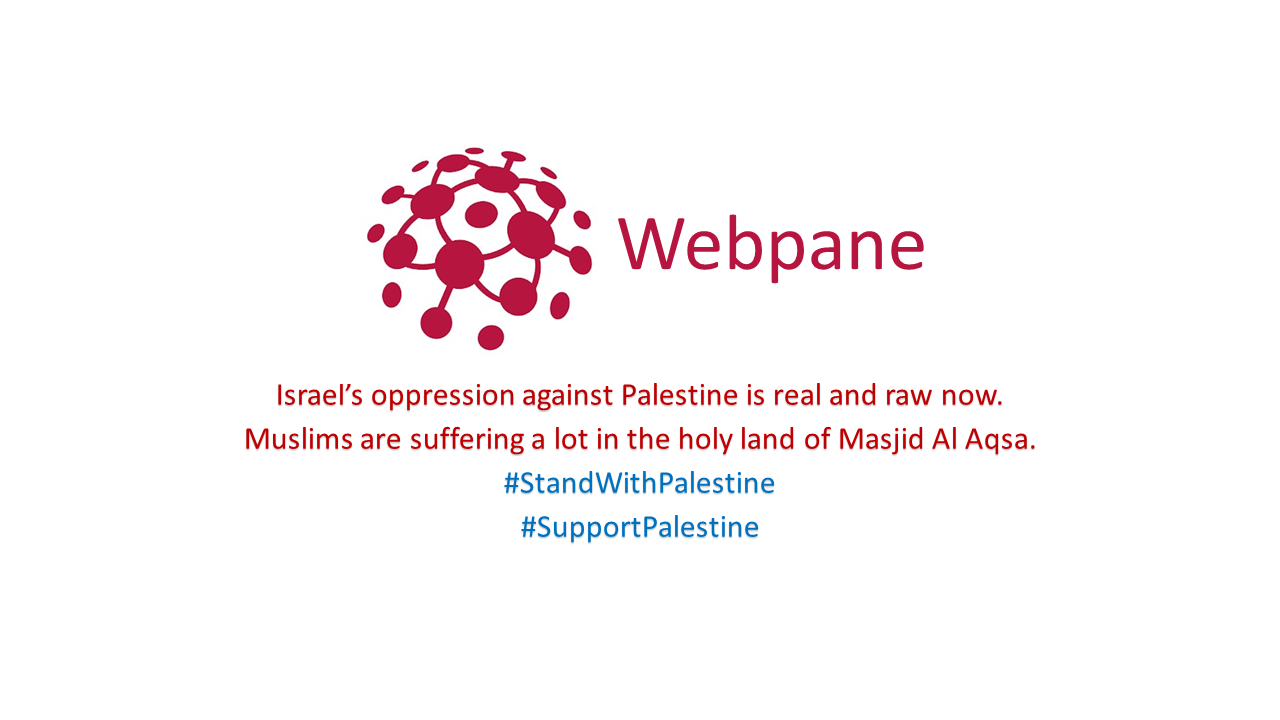 Webpane
Israel’s oppression against Palestine is real and raw now.
Muslims are suffering a lot in the holy land of Masjid Al Aqsa.
#StandWithPalestine
#SupportPalestine